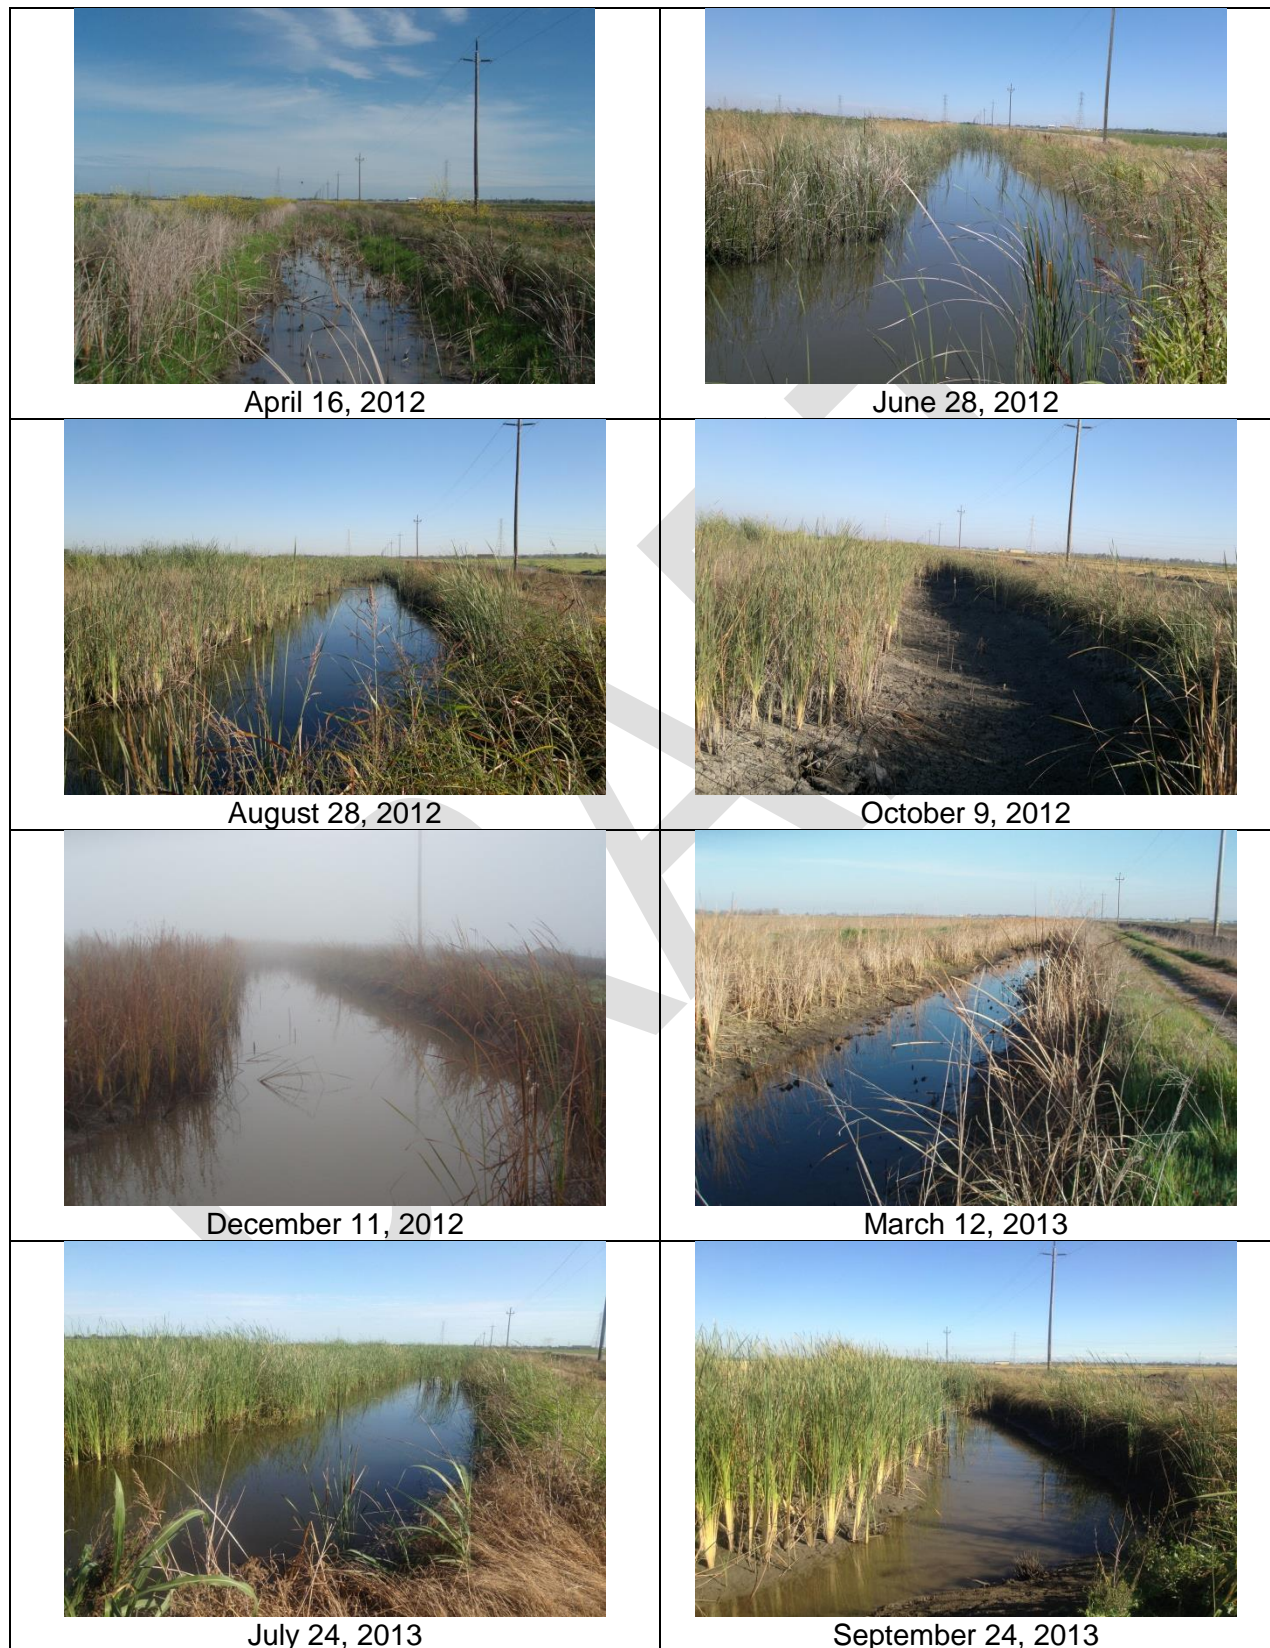 April 16, 2012
June 28, 2012
August 28, 2012
October 9, 2012
December 11, 2012
March 12, 2013
July 24, 2013
September 24, 2013